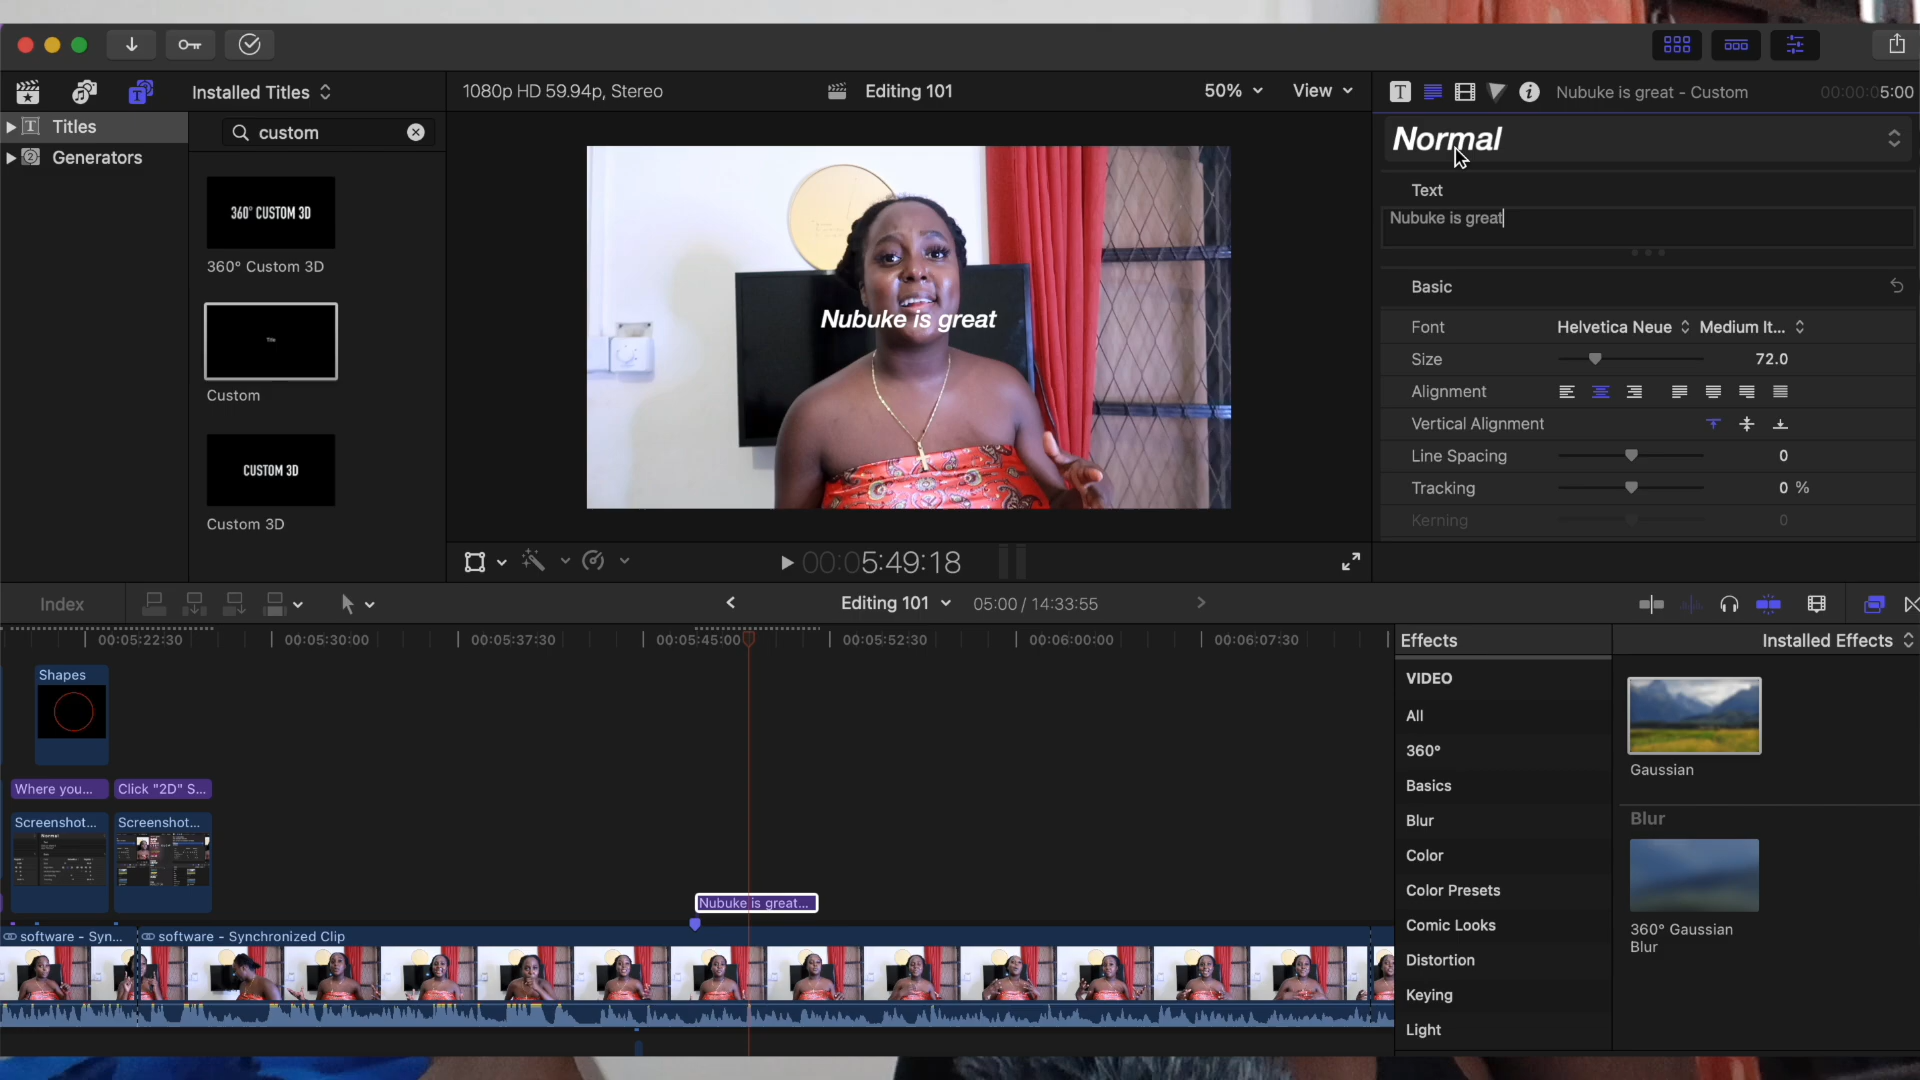 Installed Titles
1080p HD 59.94p, Stereo
Editing 101
50%
View
Nubuke is great - Custom
00:00:05:00
Titles
Generators
custom
360° CUSTOM 3D
360° Custom 3D
Title
Custom
CUSTOM 3D
Custom 3D
Nubuke is great
Normal
Text
Nubuke is great
Basic
Font
Helvetica Neue
Medium It...
Size
72.0
Alignment
Vertical Alignment
Line Spacing
0
Tracking
0 %
Kerning
0
00:05:49:18
Index
Editing 101
05:00 / 14:33:55
00:05:22:30
00:05:30:00
00:05:37:30
00:05:45:00
00:05:52:30
00:06:00:00
00:06:07:30
Shapes
Where you...
Click "2D" S...
Screenshot...
Screenshot...
Nubuke is great...
software - Syn...
software - Synchronized Clip
Effects
Installed Effects
VIDEO
All
360°
Basics
Blur
Color
Color Presets
Comic Looks
Distortion
Keying
Light
Gaussian
Blur
360° Gaussian
Blur